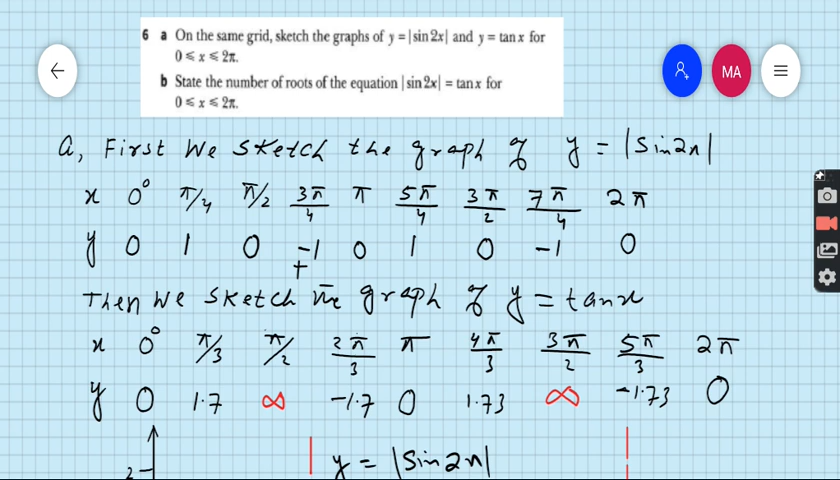 6 a On the same grid, sketch the graphs of y = |sin 2x| and y = tan x for
0 ⩽ x ⩽ 2π.
b State the number of roots of the equation |sin 2x| = tan x for
0 ⩽ x ⩽ 2π.
MA
a, First We sketch the graph of y = |sin2x|
x 0° π/4 π/2 3π/4 π 5π/4 3π/2 7π/4 2π
y 0 1 0 -1 0 1 0 -1 0
+
Then we sketch the graph of y = tanx
x 0° π/3 π/2 2π/3 π 4π/3 3π/2 5π/3 2π
y 0 1.7 ∞ -1.7 0 1.73 ∞ -1.73 0
y = |sin2x|
2